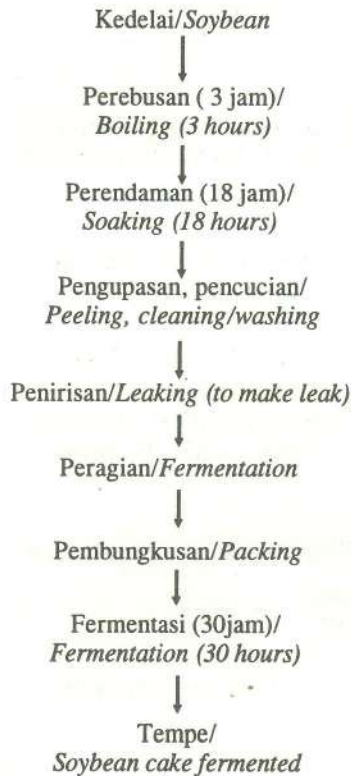 Kedelai/Soybean
Perebusan ( 3 jam)/
Boiling (3 hours)
Perendaman (18 jam)/
Soaking (18 hours)
Pengupasan, pencucian/
Peeling, cleaning/washing
Penirisan/Leaking (to make leak)
Peragian/Fermentation
Pembungkusan/Packing
Fermentasi (30jam)/
Fermentation (30 hours)
Tempe/
Soybean cake fermented